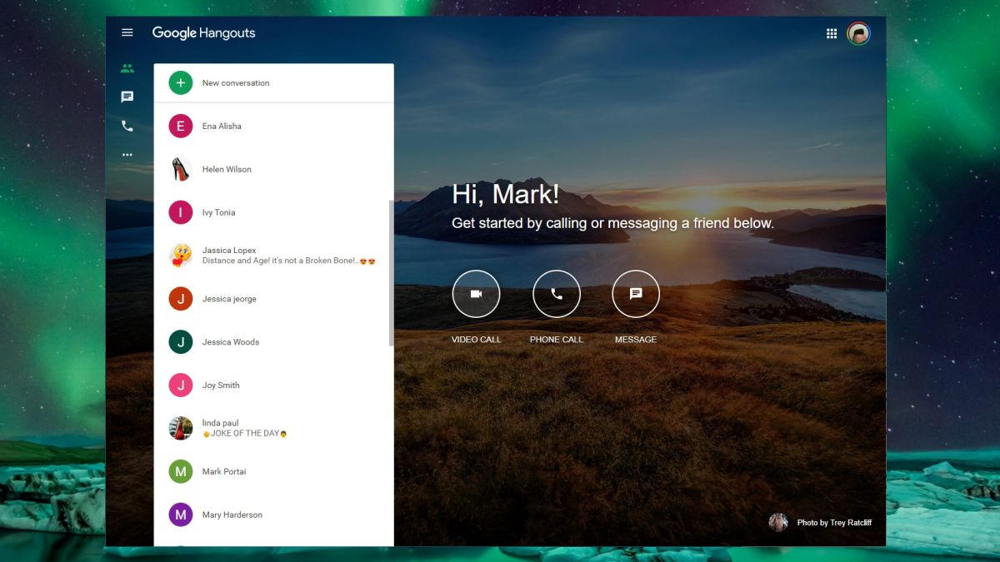 Google Hangouts
New conversation
E
Ena Alisha
Helen Wilson
I
Ivy Tonia
Jassica Lopex
Distance and Age! it's not a Broken Bone!..😍😍
J
Jessica jeorge
J
Jessica Woods
J
Joy Smith
linda paul
👴JOKE OF THE DAY👨
M
Mark Portai
M
Mary Harderson
Hi, Mark!
Get started by calling or messaging a friend below.
VIDEO CALL
PHONE CALL
MESSAGE
Photo by Trey Ratcliff